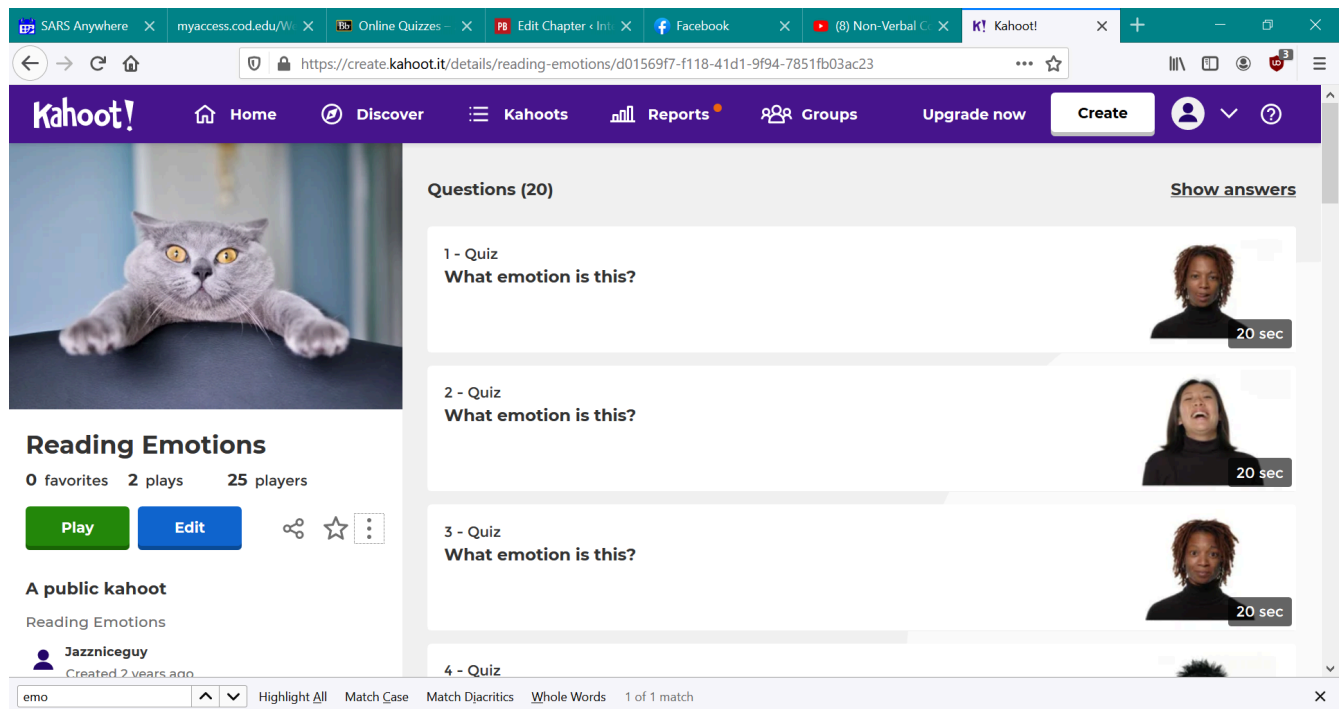 SARS Anywhere
myaccess.cod.edu/W
Bb Online Quizzes –
PB Edit Chapter ‹ Int
Facebook
(8) Non-Verbal C
K! Kahoot!
https://create.kahoot.it/details/reading-emotions/d01569f7-f118-41d1-9f94-7851fb03ac23
3
Kahoot!
Home
Discover
Kahoots
Reports
Groups
Upgrade now
Create
Questions (20)
Show answers
1 - Quiz
What emotion is this?
20 sec
2 - Quiz
What emotion is this?
20 sec
3 - Quiz
What emotion is this?
20 sec
4 - Quiz
Reading Emotions
0 favorites 2 plays 25 players
Play
Edit
A public kahoot
Reading Emotions
Jazzniceguy
Created 2 years ago
emo
Highlight All Match Case Match Diacritics Whole Words 1 of 1 match